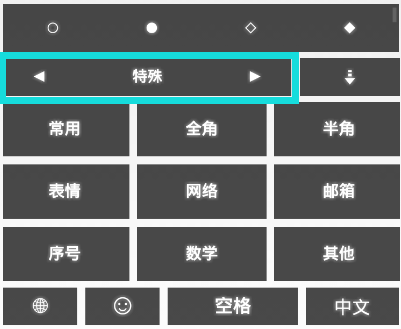 ○ ● ◇ ◆
◀ 特殊 ▶
常用 全角 半角
表情 网络 邮箱
序号 数学 其他
空格 中文